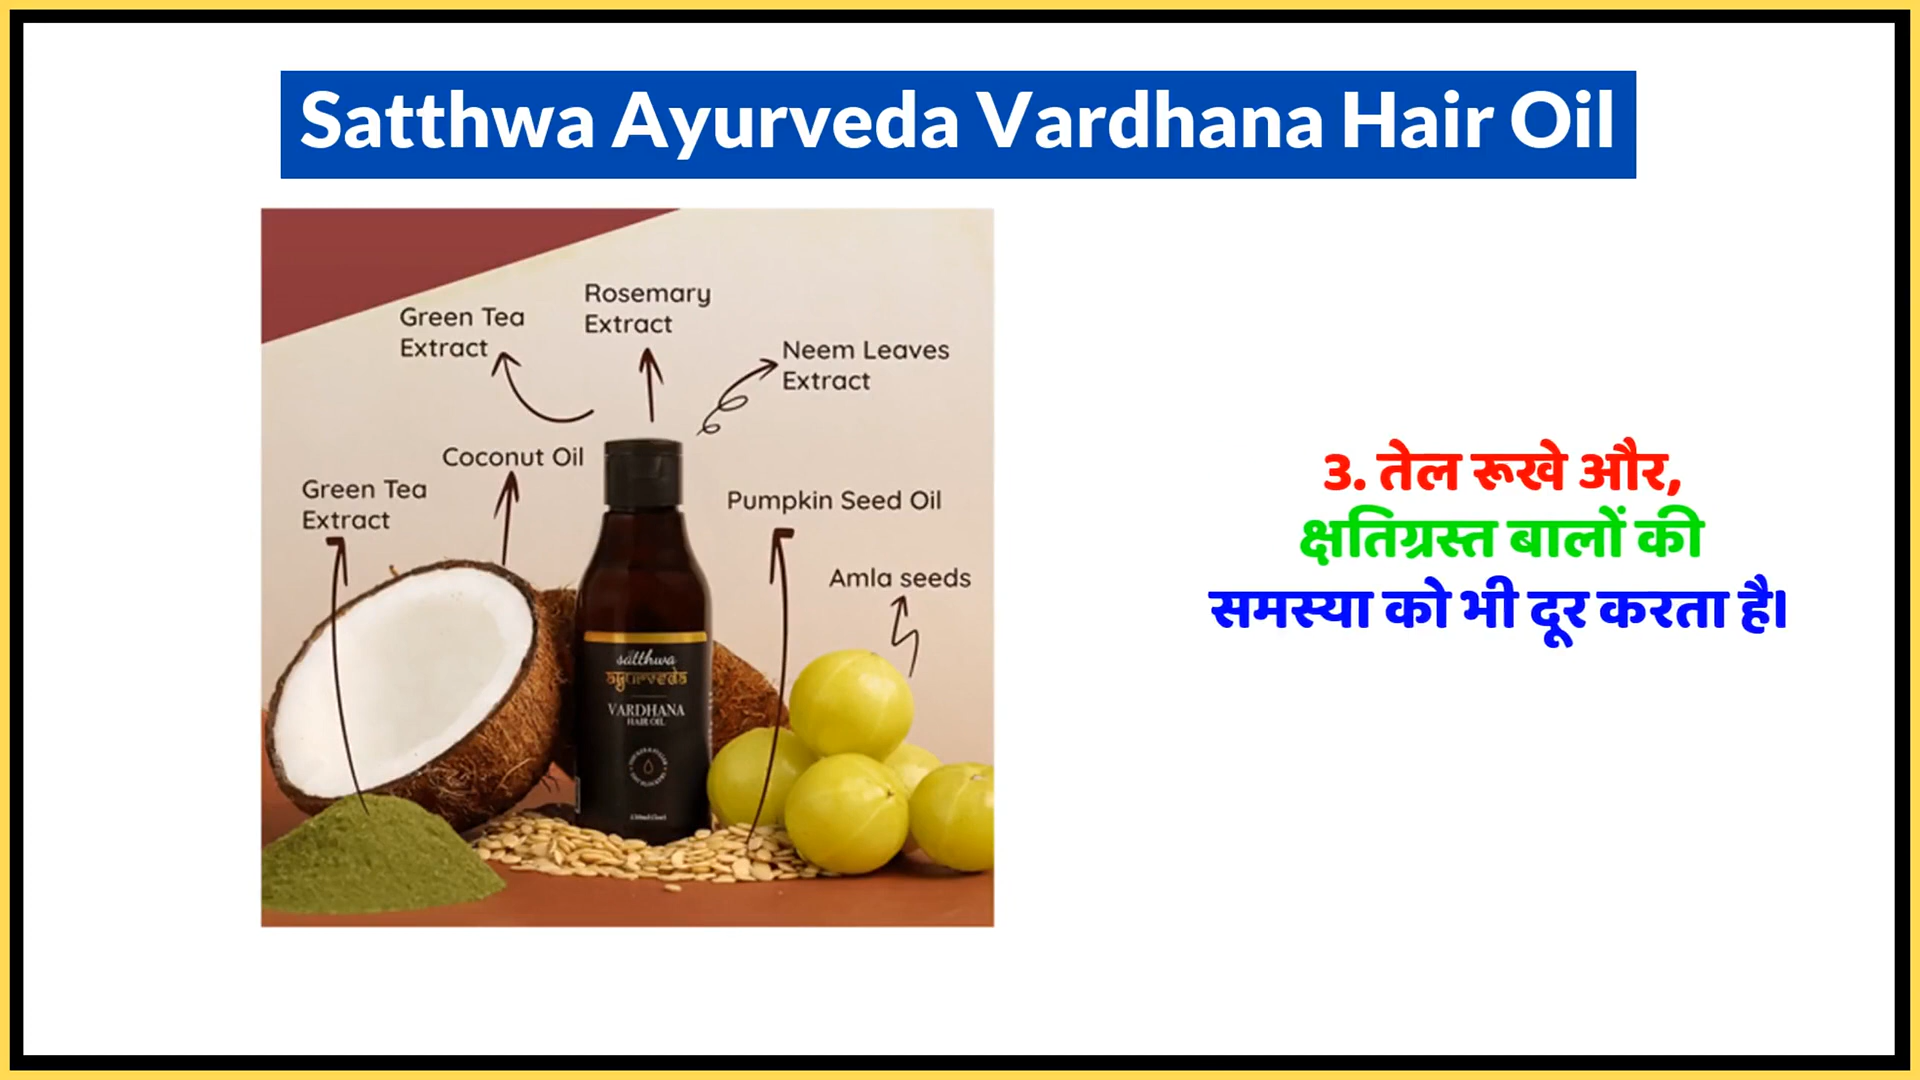 Satthwa Ayurveda Vardhana Hair Oil
Rosemary
Extract
Green Tea
Extract
Neem Leaves
Extract
Coconut Oil
Green Tea
Extract
Pumpkin Seed Oil
Amla seeds
satthwa
ayurveda
VARDHANA
HAIR OIL
3. तेल रूखे और,
क्षतिग्रस्त बालों की
समस्या को भी दूर करता है।